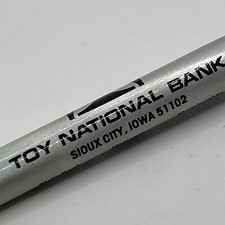 TOY NATIONAL BANK
SIOUX CITY, IOWA 51102